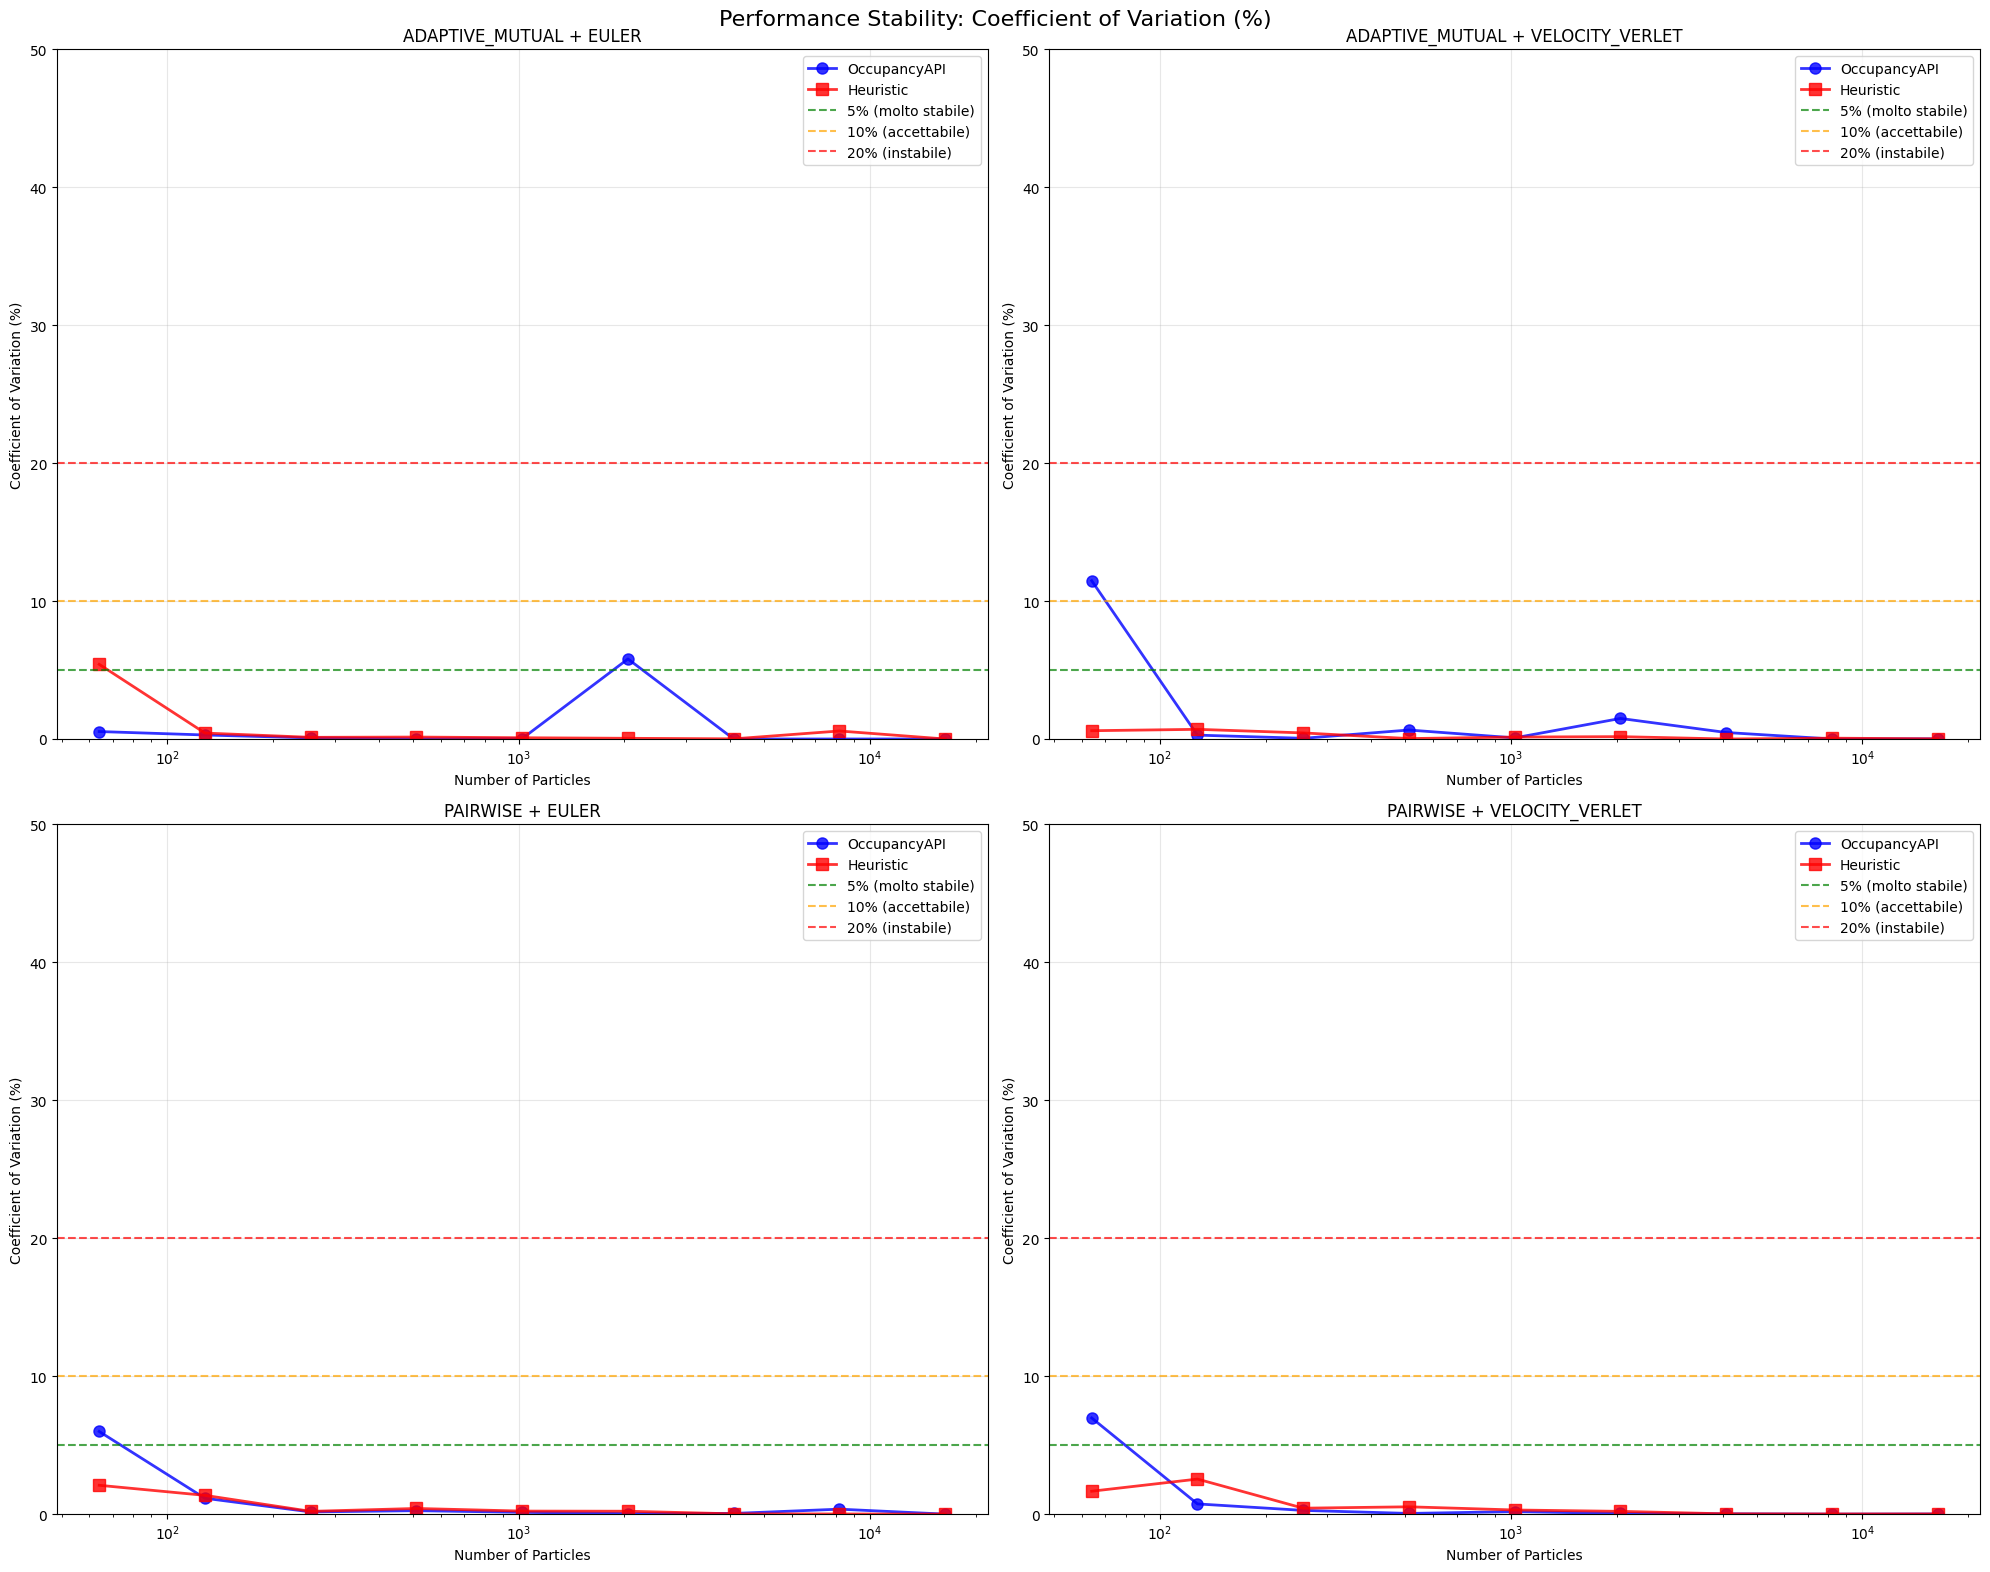 Performance Stability: Coefficient of Variation (%)
ADAPTIVE_MUTUAL + EULER
50
40
30
20
10
0
Coefficient of Variation (%)
OccupancyAPI
Heuristic
5% (molto stabile)
10% (accettabile)
20% (instabile)
10²
10³
10⁴
Number of Particles
ADAPTIVE_MUTUAL + VELOCITY_VERLET
50
40
30
20
10
0
Coefficient of Variation (%)
OccupancyAPI
Heuristic
5% (molto stabile)
10% (accettabile)
20% (instabile)
10²
10³
10⁴
Number of Particles
PAIRWISE + EULER
50
40
30
20
10
0
Coefficient of Variation (%)
OccupancyAPI
Heuristic
5% (molto stabile)
10% (accettabile)
20% (instabile)
10²
10³
10⁴
Number of Particles
PAIRWISE + VELOCITY_VERLET
50
40
30
20
10
0
Coefficient of Variation (%)
OccupancyAPI
Heuristic
5% (molto stabile)
10% (accettabile)
20% (instabile)
10²
10³
10⁴
Number of Particles